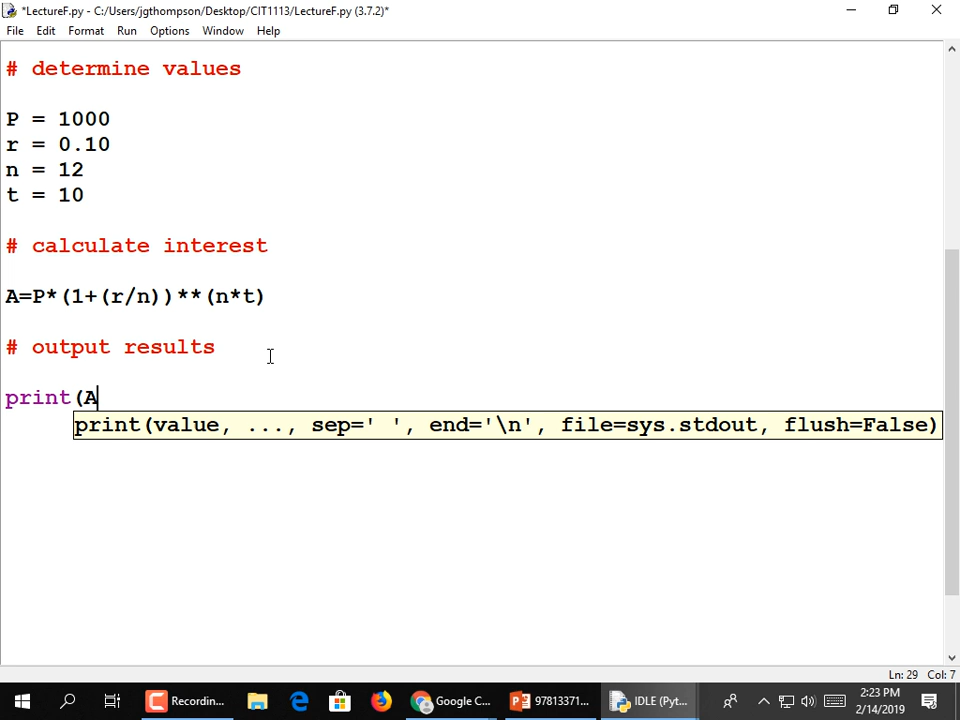 *LectureF.py - C:/Users/jgthompson/Desktop/CIT1113/LectureF.py (3.7.2)*
File Edit Format Run Options Window Help
# determine values
P = 1000
r = 0.10
n = 12
t = 10
# calculate interest
A=P*(1+(r/n))**(n*t)
# output results
print(A
print(value, ..., sep=' ', end='\n', file=sys.stdout, flush=False)
Ln: 29 Col: 7
Recordin... Google C... 97813371... IDLE (Pyt... 2:23 PM
2/14/2019